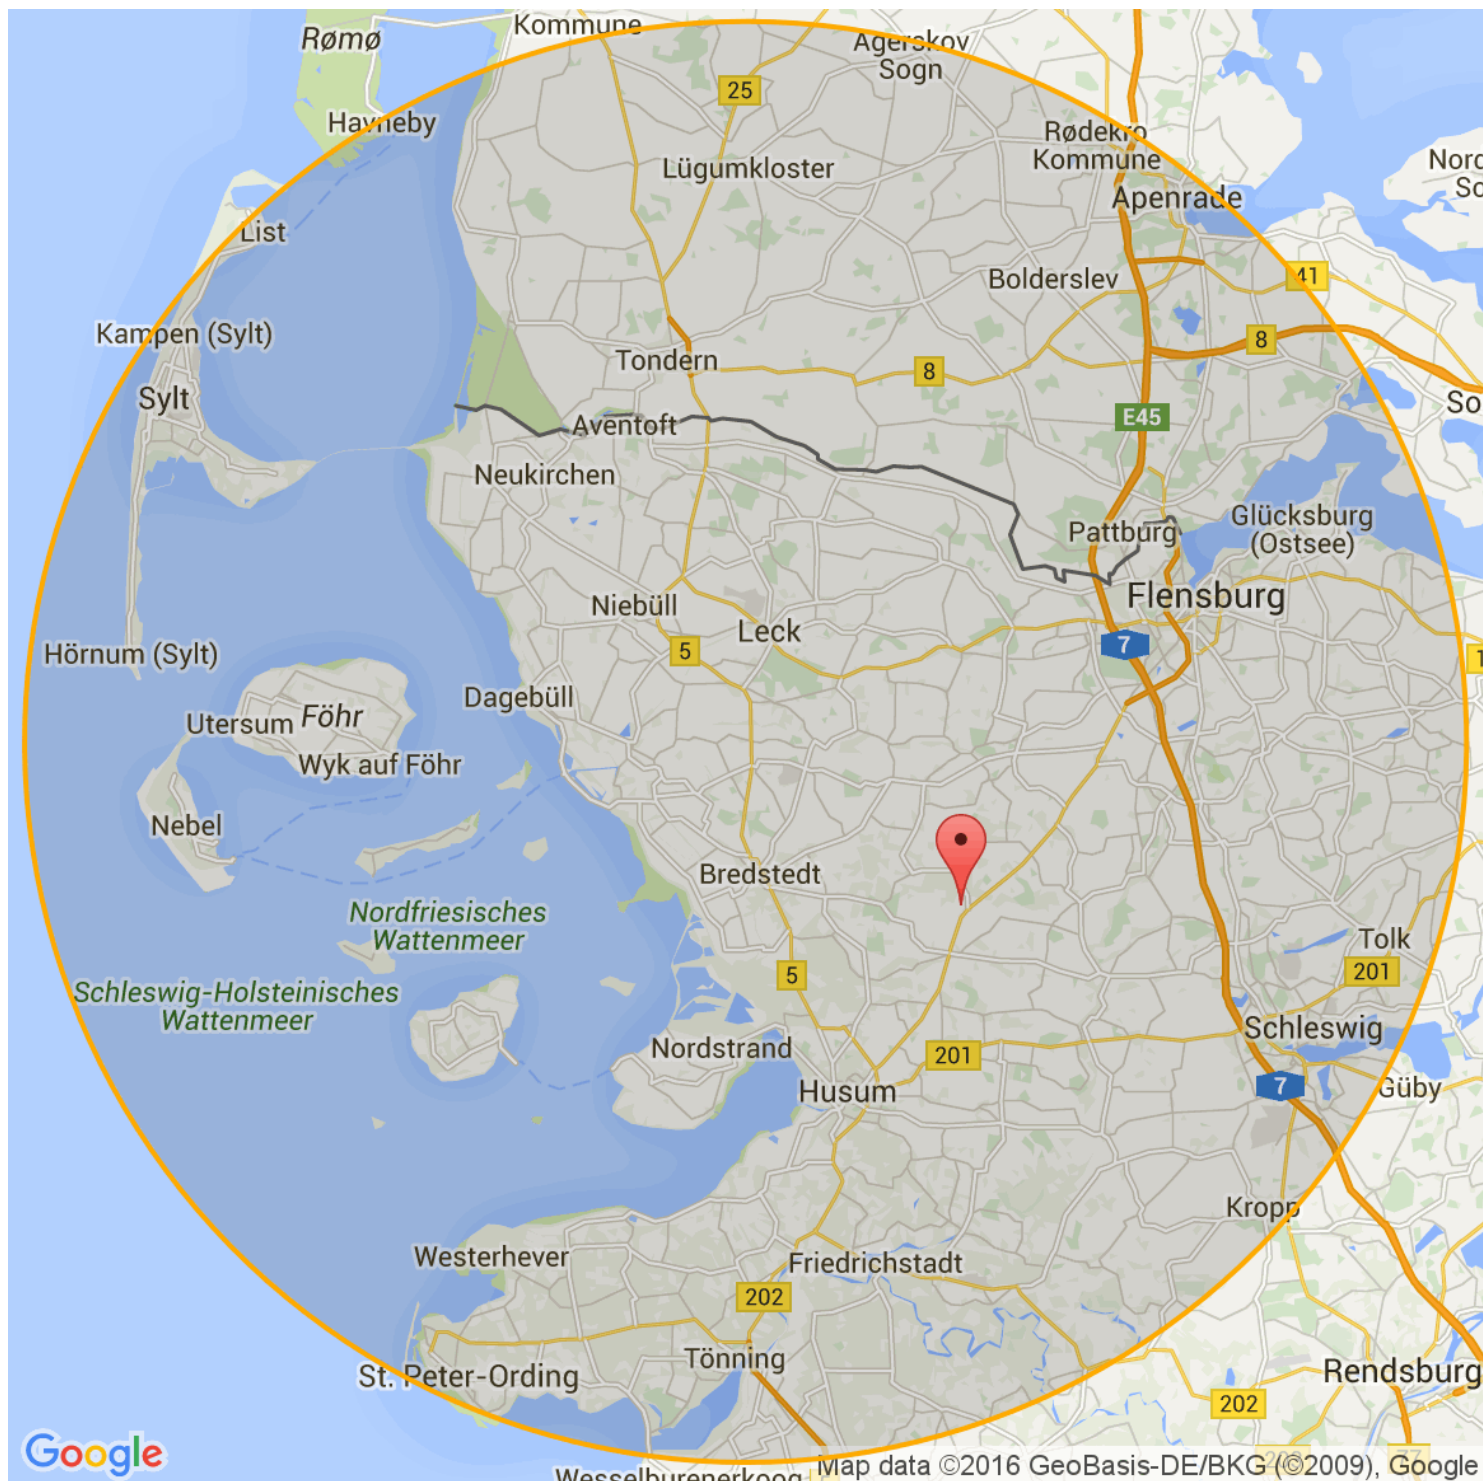 Kommune
Rømø
Agerskov
Sogn
25
Havneby
Rødekro
Kommune
Lügumkloster
Apenrade
List
Bolderslev
41
Kampen (Sylt)
8
Tondern
8
Sylt
E45
Aventoft
Neukirchen
Glücksburg
(Ostsee)
Pattburg
Niebüll
Flensburg
Leck
7
5
Hörnum (Sylt)
Dagebüll
Utersum
Föhr
Wyk auf Föhr
Nebel
Bredstedt
Nordfriesisches
Wattenmeer
Tolk
5
201
Schleswig-Holsteinisches
Wattenmeer
Schleswig
Nordstrand
201
Husum
7
Güby
Kropp
Westerhever
Friedrichstadt
202
Tönning
St. Peter-Ording
Rendsburg
202
Google
Wesselburenerkoog
Map data ©2016 GeoBasis-DE/BKG (©2009), Google